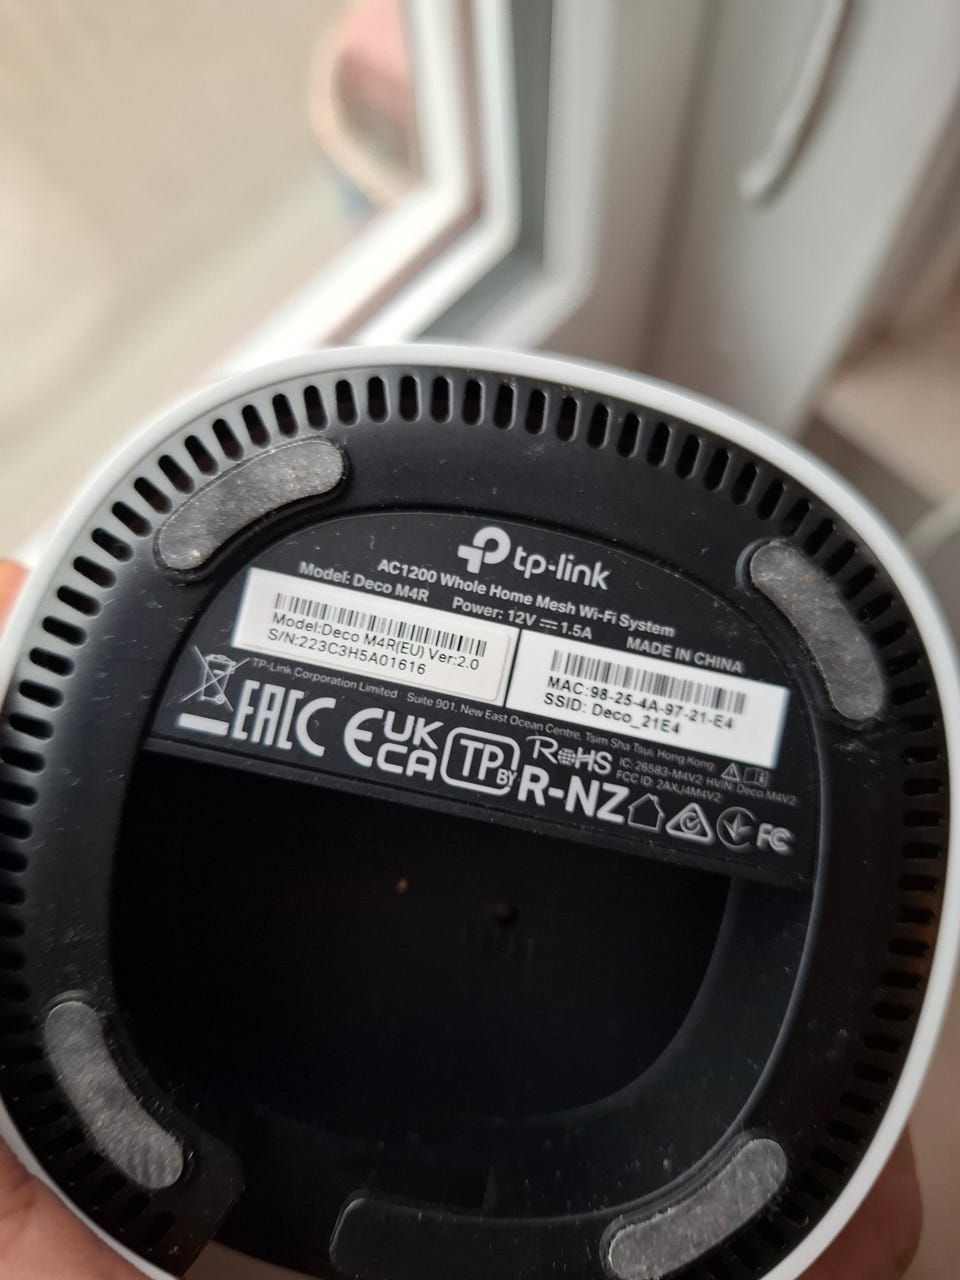 tp-link
AC1200 Whole Home Mesh Wi-Fi System
Model: Deco M4R Power: 12V ⎓ 1.5A MADE IN CHINA
Model:Deco M4R(EU) Ver:2.0
S/N:223C3H5A01616
MAC:98-25-4A-97-21-E4
SSID: Deco_21E4
TP-Link Corporation Limited Suite 901, New East Ocean Centre, Tsim Sha Tsui, Hong Kong
EAC CE UK CA TP BY RoHS
IC: 26583-M4V2 HVIN: Deco M4V2
FCC ID: 2AXJ4M4V2
R-NZ FC